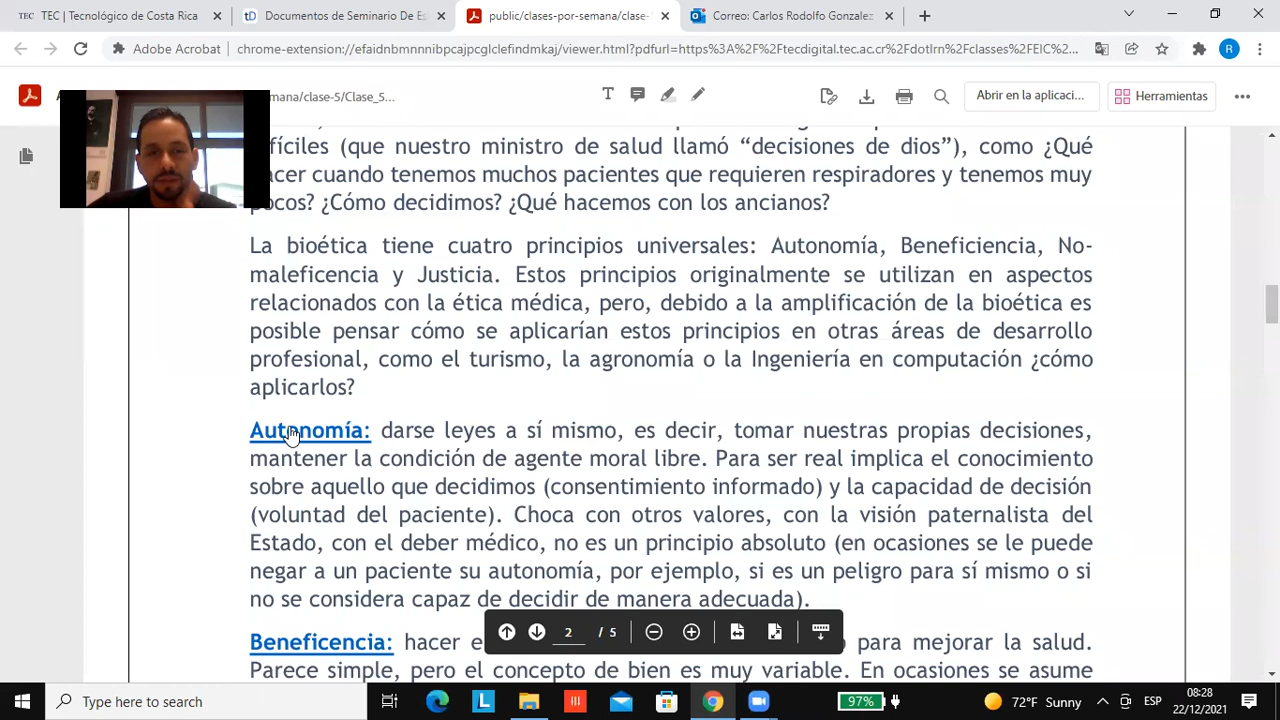 TEC | Tecnológico de Costa Rica
Documentos de Seminario De Es
public/clases-por-semana/clase-
Correo: Carlos Rodolfo Gonzalez
Adobe Acrobat
chrome-extension://efaidnbmnnnibpcajpcglclefindmkaj/viewer.html?pdfurl=https%3A%2F%2Ftecdigital.tec.ac.cr%2Fdotlrn%2Fclasses%2FEIC%2...
mana/clase-5/Clase_5...
Abrir en la aplicaci...
Herramientas
fíciles (que nuestro ministro de salud llamó “decisiones de dios”), como ¿Qué
acer cuando tenemos muchos pacientes que requieren respiradores y tenemos muy
pocos? ¿Cómo decidimos? ¿Qué hacemos con los ancianos?
La bioética tiene cuatro principios universales: Autonomía, Beneficiencia, No-
maleficencia y Justicia. Estos principios originalmente se utilizan en aspectos
relacionados con la ética médica, pero, debido a la amplificación de la bioética es
posible pensar cómo se aplicarían estos principios en otras áreas de desarrollo
profesional, como el turismo, la agronomía o la Ingeniería en computación ¿cómo
aplicarlos?
Autonomía: darse leyes a sí mismo, es decir, tomar nuestras propias decisiones,
mantener la condición de agente moral libre. Para ser real implica el conocimiento
sobre aquello que decidimos (consentimiento informado) y la capacidad de decisión
(voluntad del paciente). Choca con otros valores, con la visión paternalista del
Estado, con el deber médico, no es un principio absoluto (en ocasiones se le puede
negar a un paciente su autonomía, por ejemplo, si es un peligro para sí mismo o si
no se considera capaz de decidir de manera adecuada).
Beneficencia: hacer e para mejorar la salud.
Parece simple, pero el concepto de bien es muy variable. En ocasiones se asume
2 / 5
Type here to search
97%
72°F Sunny
ESP
08:28
22/12/2021